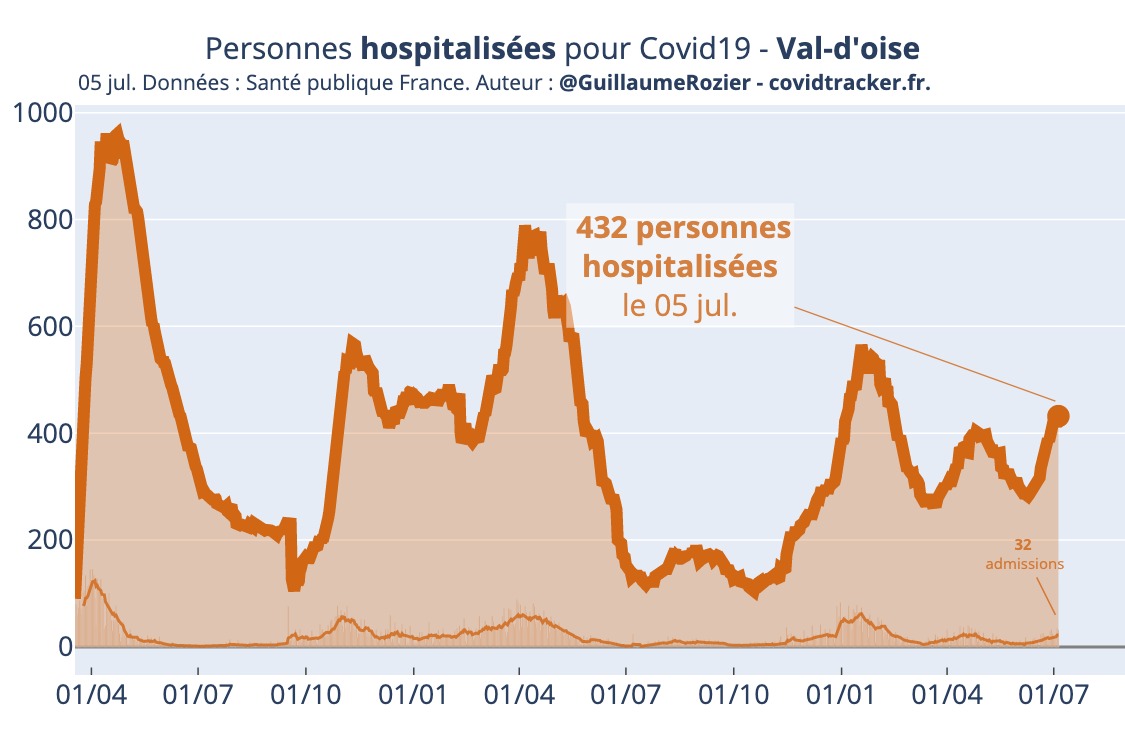 Personnes hospitalisées pour Covid19 - Val-d'oise
05 jul. Données : Santé publique France. Auteur : @GuillaumeRozier - covidtracker.fr.
1000
800
600
400
200
0
432 personnes
hospitalisées
le 05 jul.
32
admissions
01/04 01/07 01/10 01/01 01/04 01/07 01/10 01/01 01/04 01/07